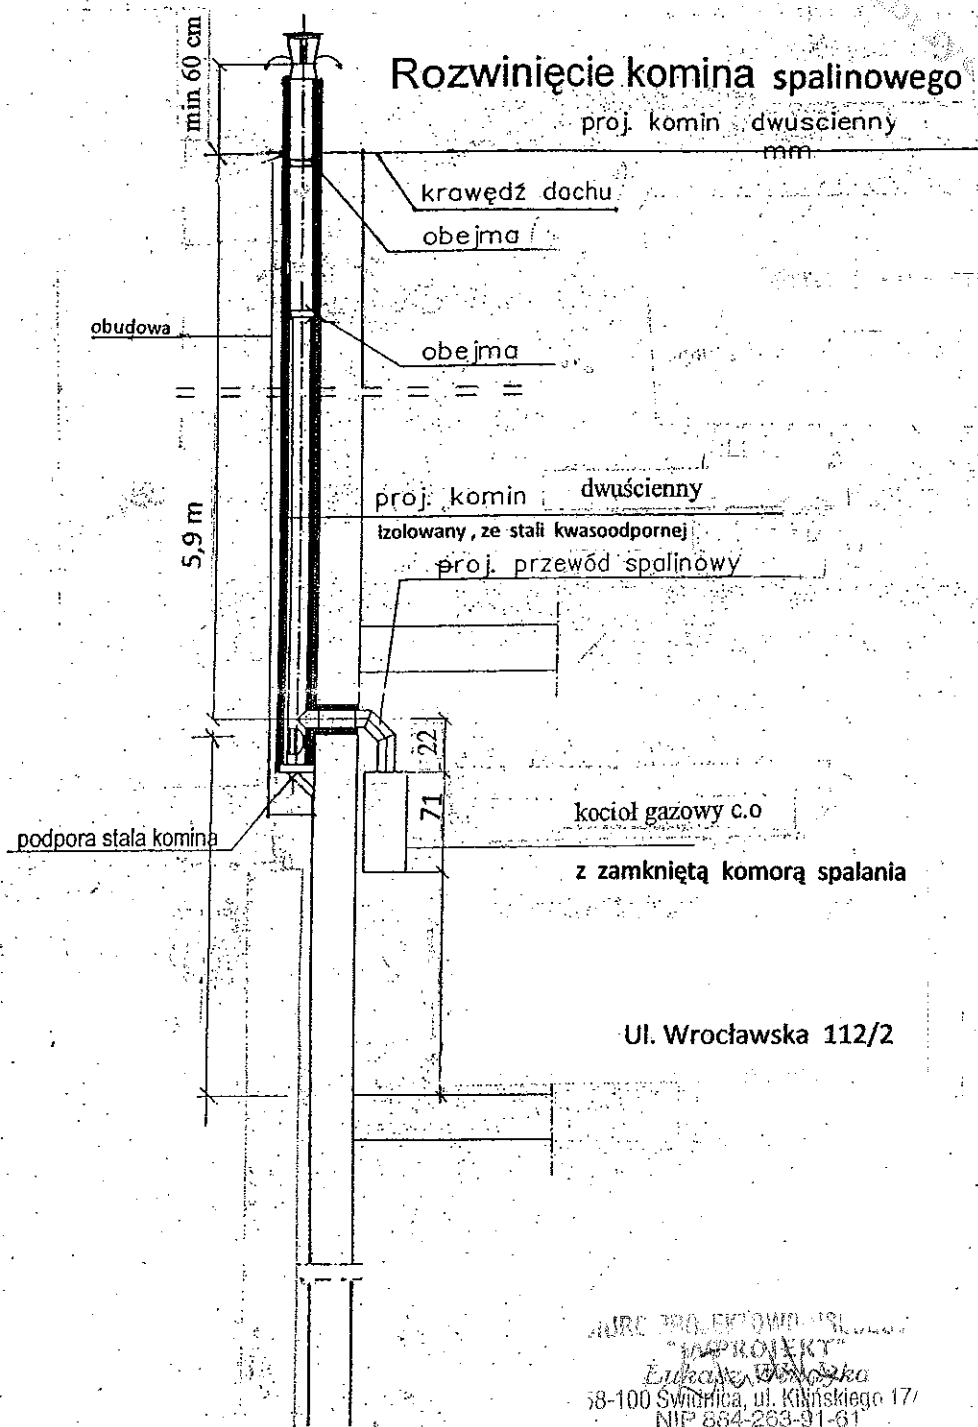 Rozwinięcie komina spalinowego
proj. komin dwuscienny
mm
min 60 cm
krawędź dachu
obejma
obudowa
obejma
5,9 m
proj. komin dwuścienny
Izolowany, ze stali kwasoodpornej
proj. przewód spalinowy
22
71
kocioł gazowy c.o
podpora stala komina
z zamkniętą komorą spalania
Ul. Wrocławska 112/2
58-100 Świdnica, ul. Kilińskiego 17/
NIP 884-263-91-61